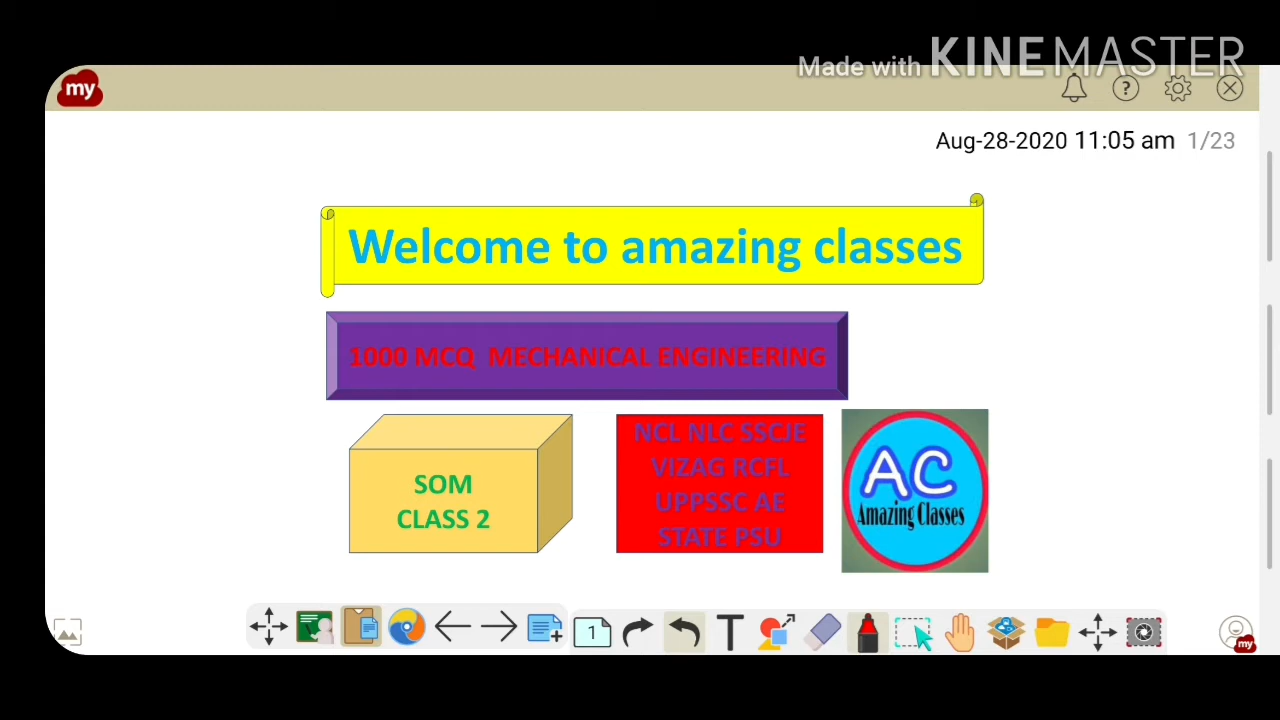 Made with KINEMASTER
my
Aug-28-2020 11:05 am 1/23
Welcome to amazing classes
1000 MCQ MECHANICAL ENGINEERING
SOM
CLASS 2
NCL NLC SSCJE
VIZAG RCFL
UPPSSC AE
STATE PSU
AC
Amazing Classes
?
1
T
my